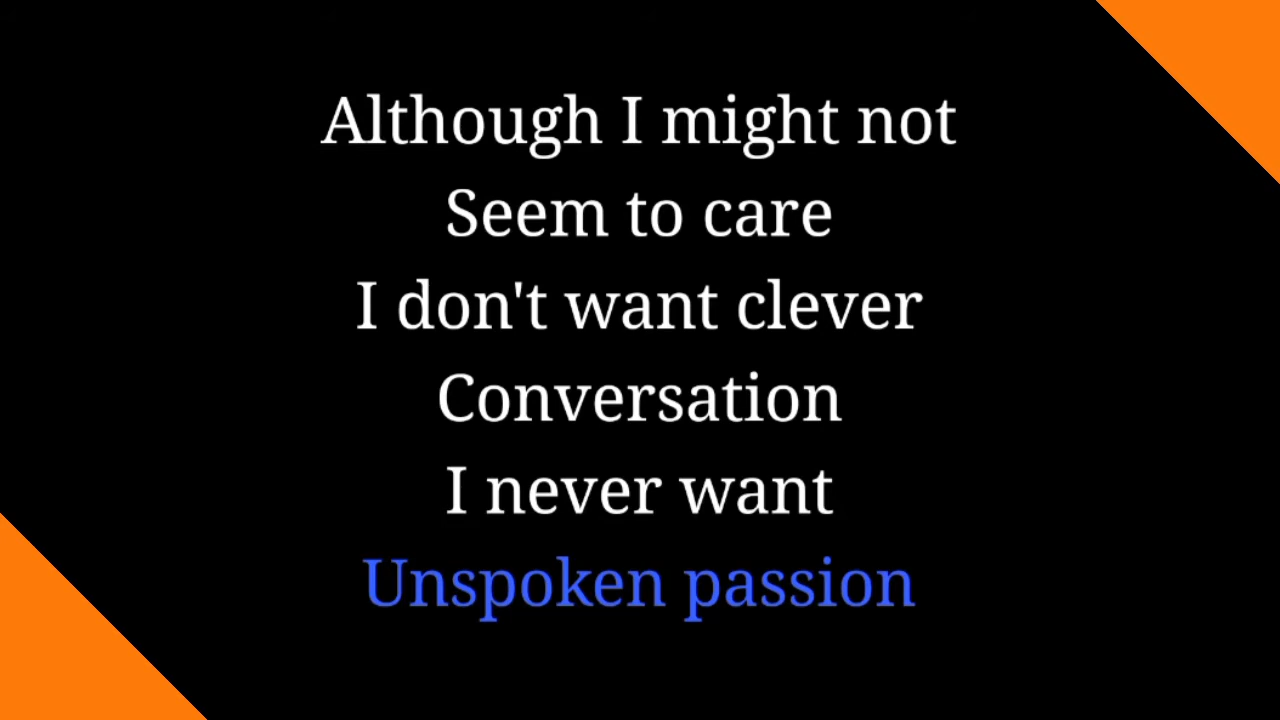 Although I might not
Seem to care
I don't want clever
Conversation
I never want
Unspoken passion